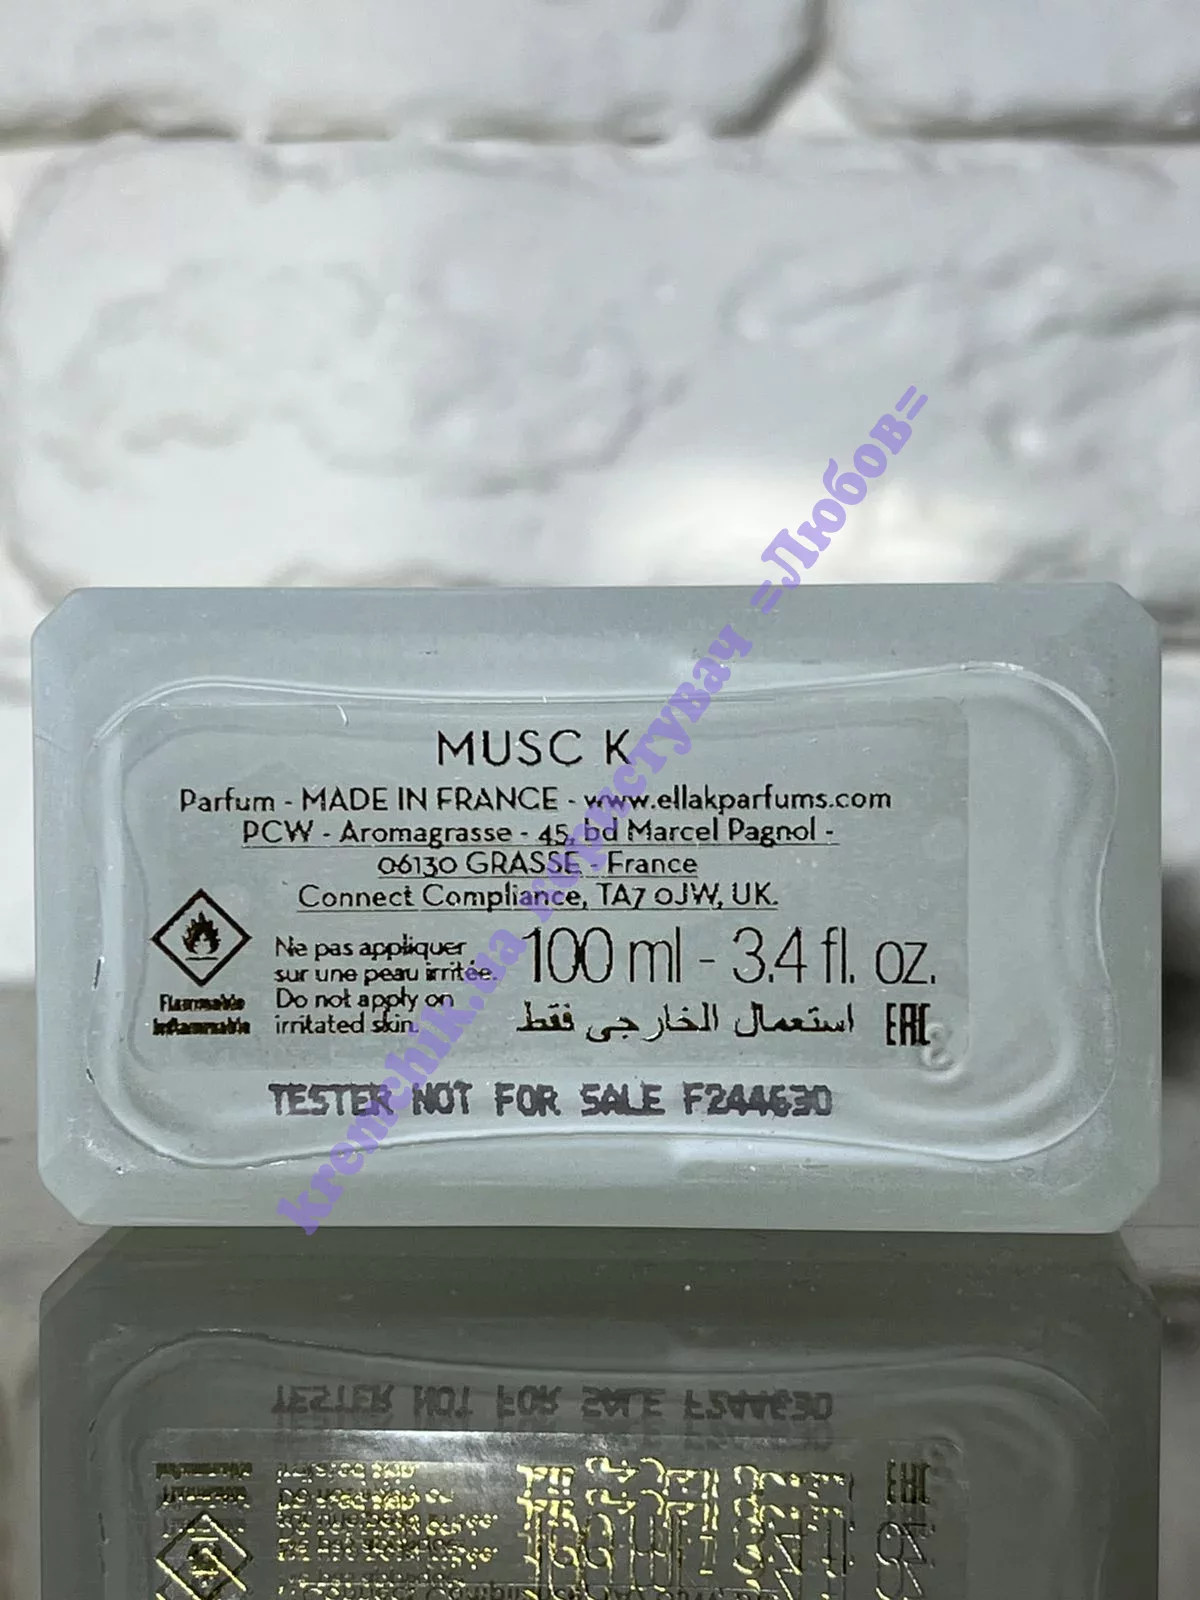 MUSC K
Parfum - MADE IN FRANCE - www.ellakparfums.com
PCW - Aromagrasse - 45, bd Marcel Pagnol -
06130 GRASSE - France
Connect Compliance, TA7 0JW, UK.
Flammable
Inflammable
Ne pas appliquer
sur une peau irritée.
Do not apply on
irritated skin.
100 ml - 3.4 fl. oz.
استعمال الخارجي فقط
EAC
TESTER NOT FOR SALE F244630
kremchik.ua користувач =Любов=